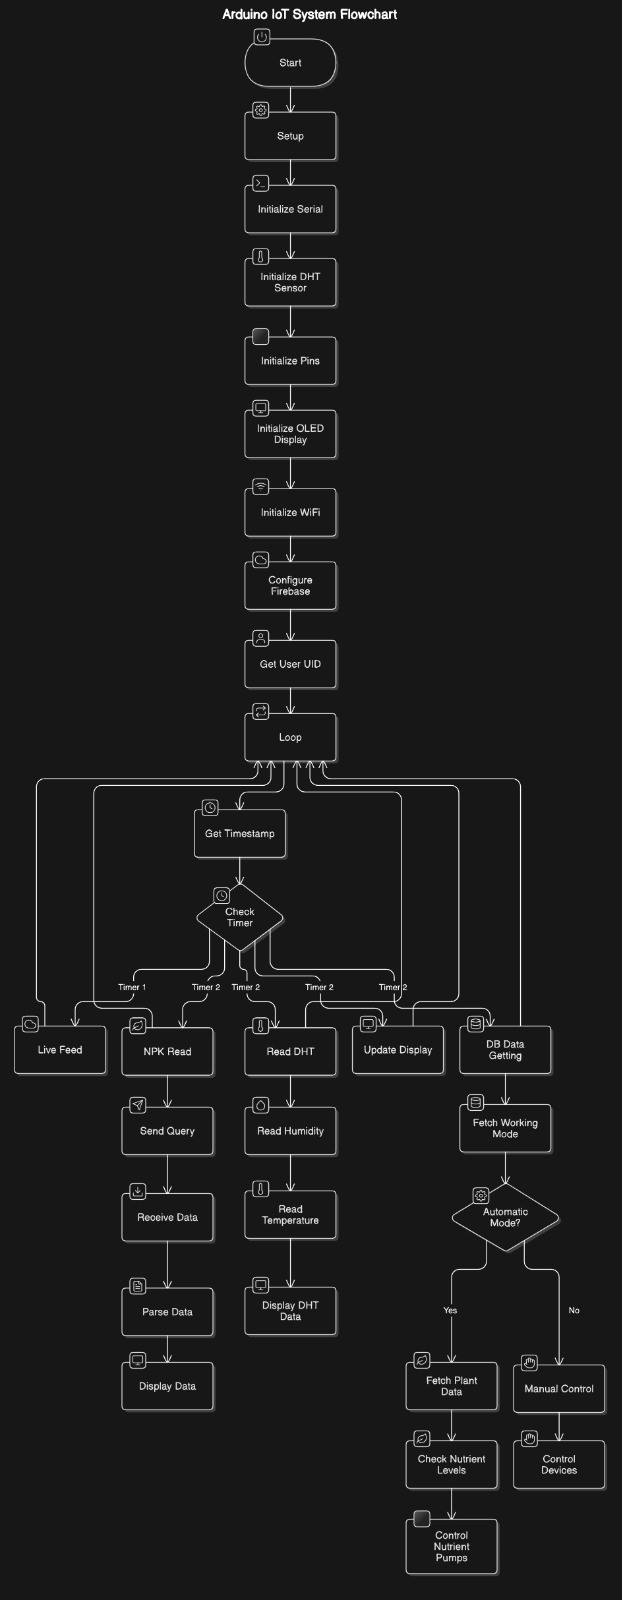 Arduino IoT System Flowchart
Start
Setup
Initialize Serial
Initialize DHT
Sensor
Initialize Pins
Initialize OLED
Display
Initialize WiFi
Configure
Firebase
Get User UID
Loop
Get Timestamp
Check
Timer
Timer 1
Timer 2
Timer 2
Timer 2
Timer 2
Live Feed
NPK Read
Read DHT
Update Display
DB Data
Getting
Send Query
Read Humidity
Fetch Working
Mode
Receive Data
Read
Temperature
Automatic
Mode?
Parse Data
Display DHT
Data
Yes
No
Display Data
Fetch Plant
Data
Manual Control
Check Nutrient
Levels
Control
Devices
Control
Nutrient
Pumps